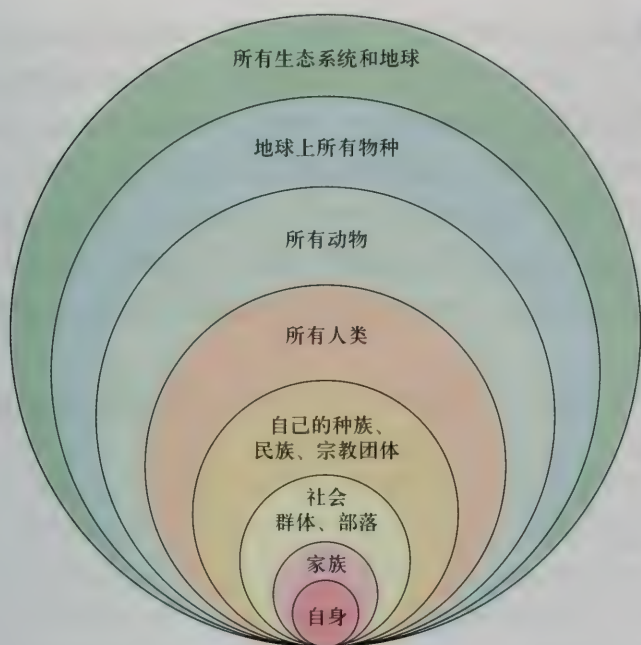 所有生态系统和地球
地球上所有物种
所有动物
所有人类
自己的种族、
民族、宗教团体
社会
群体、部落
家族
自身